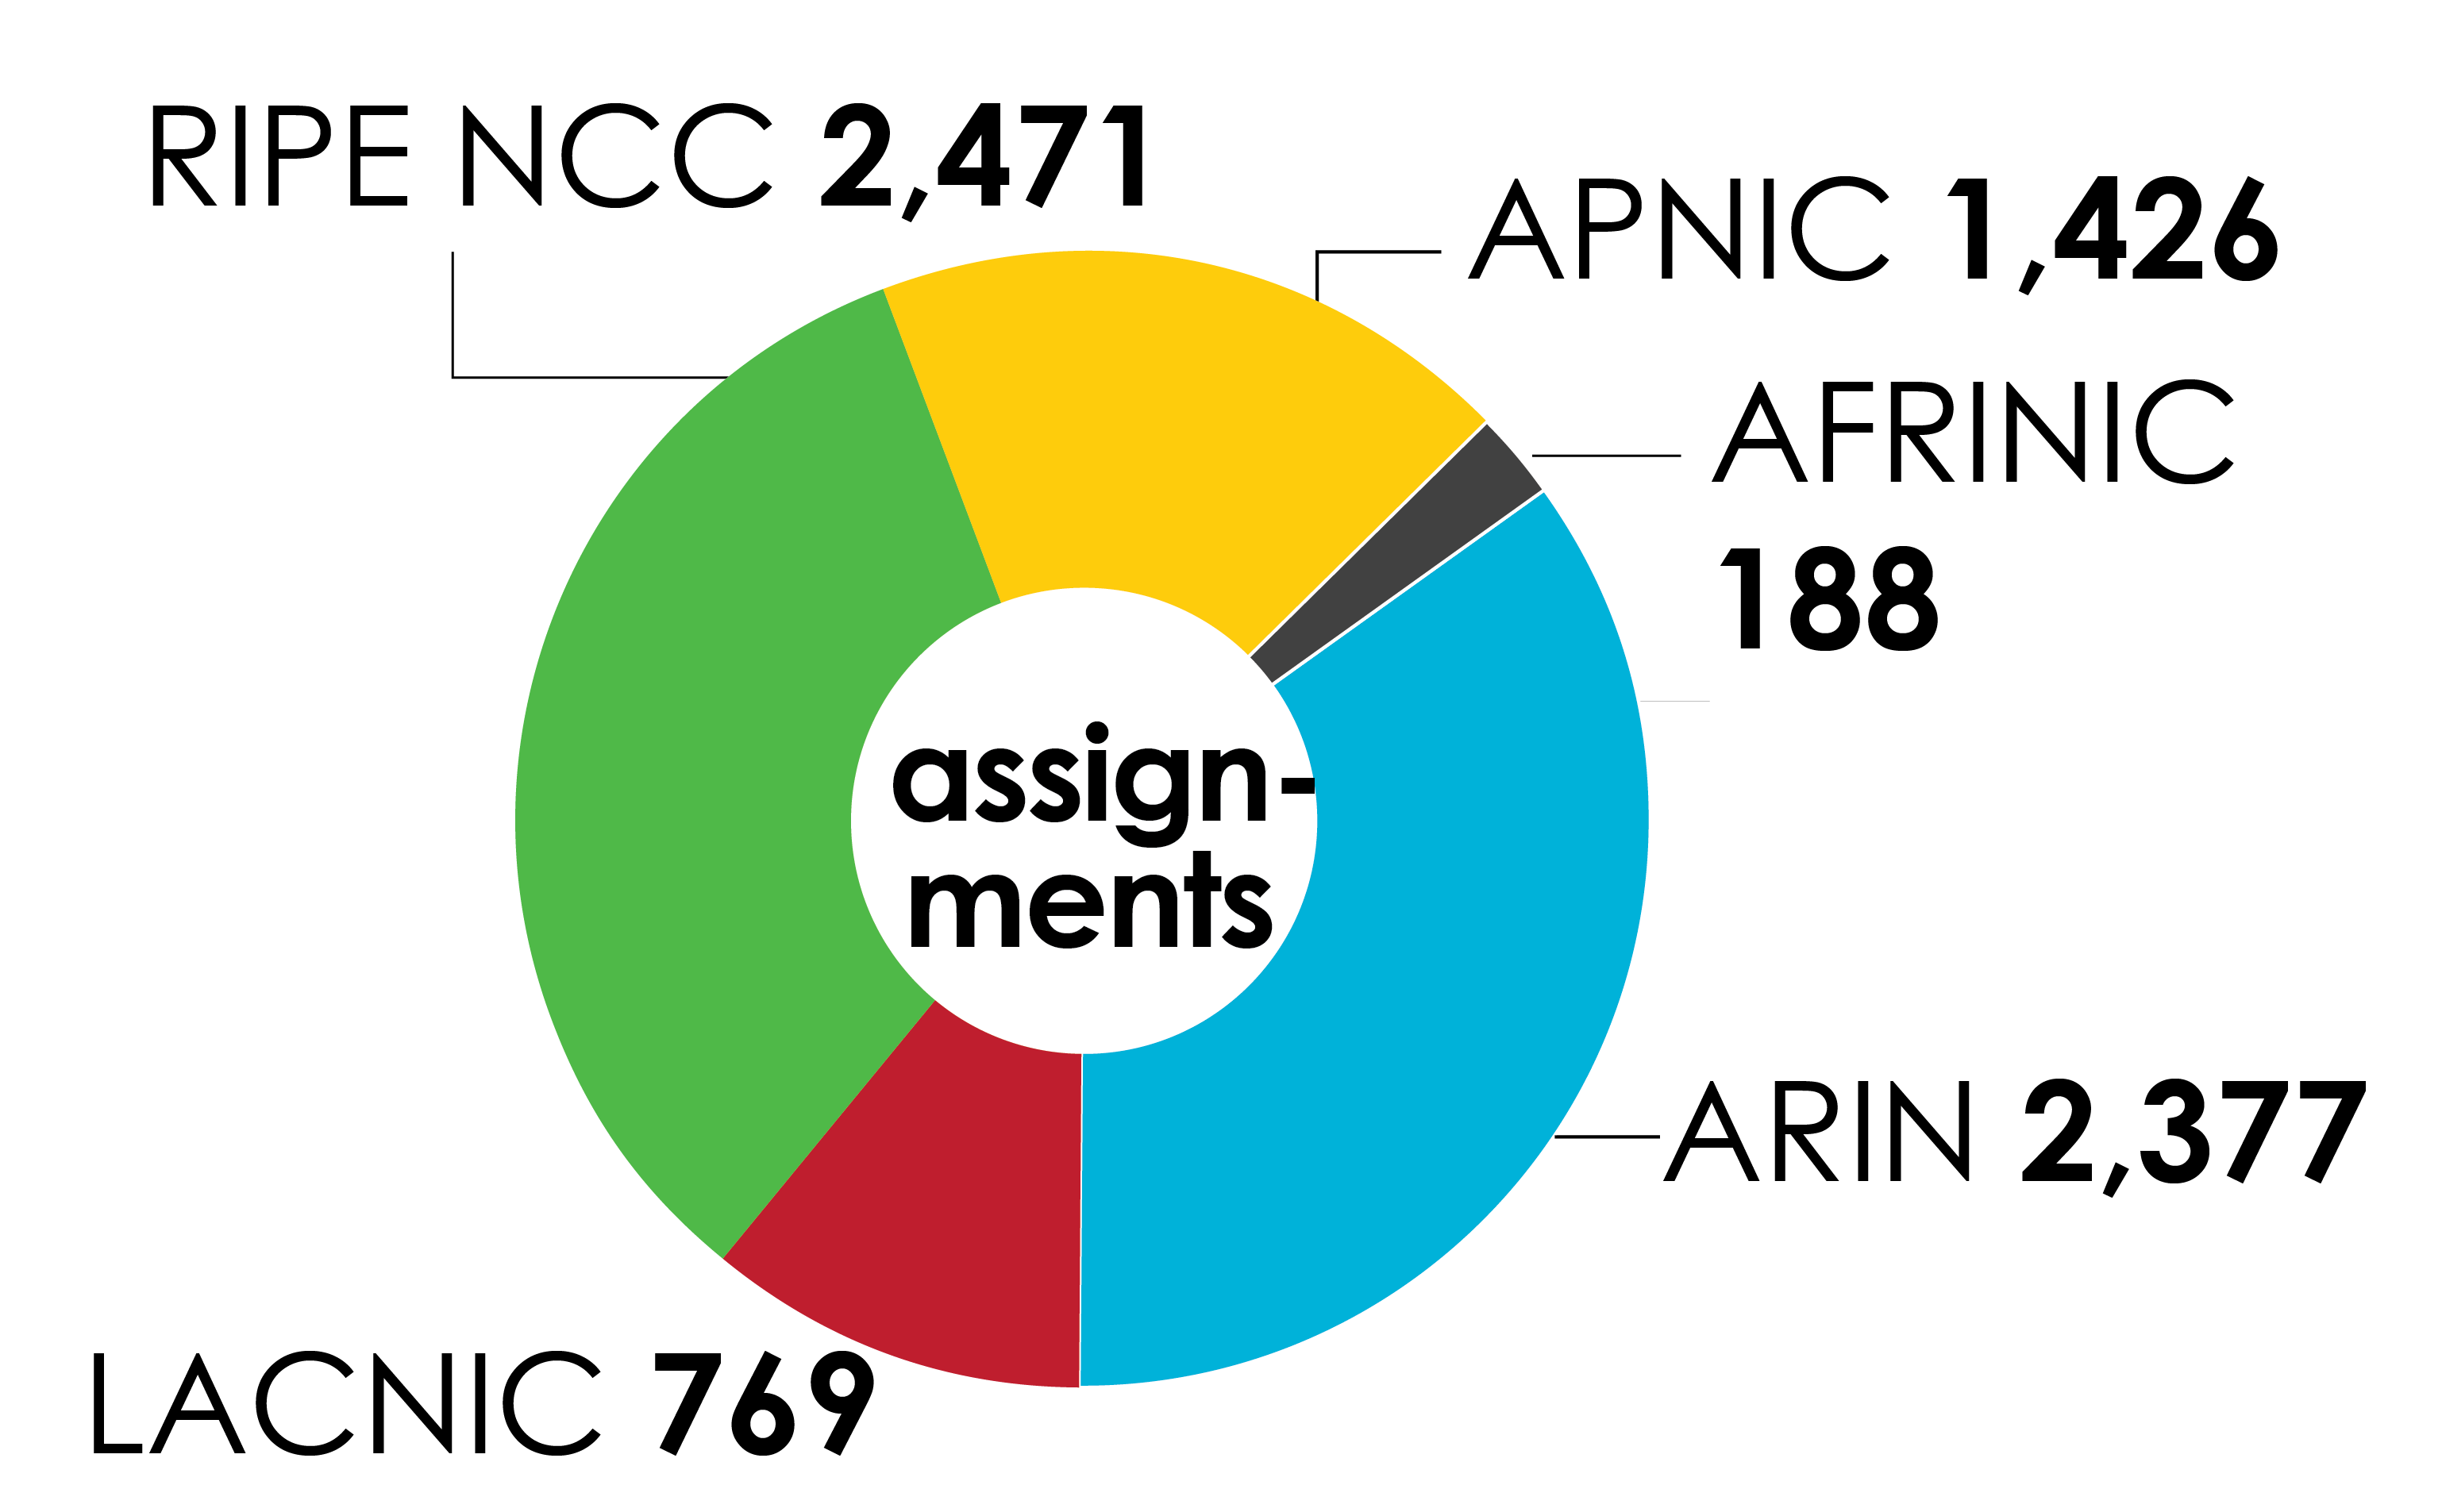 RIPE NCC 2,471
APNIC 1,426
AFRINIC
188
assign-
ments
ARIN 2,377
LACNIC 769